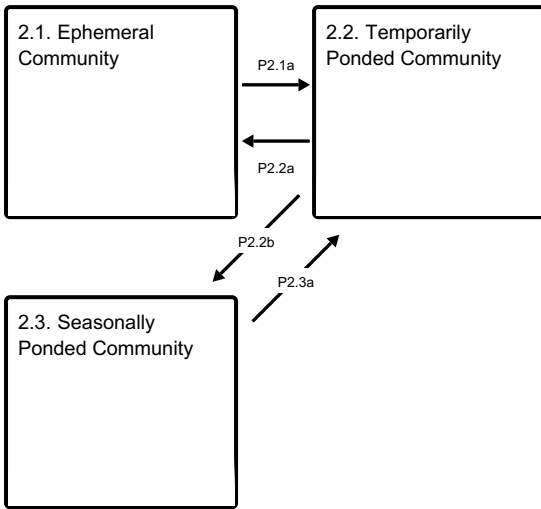 2.1. Ephemeral
Community
P2.1a
2.2. Temporarily
Ponded Community
P2.2a
P2.2b
P2.3a
2.3. Seasonally
Ponded Community